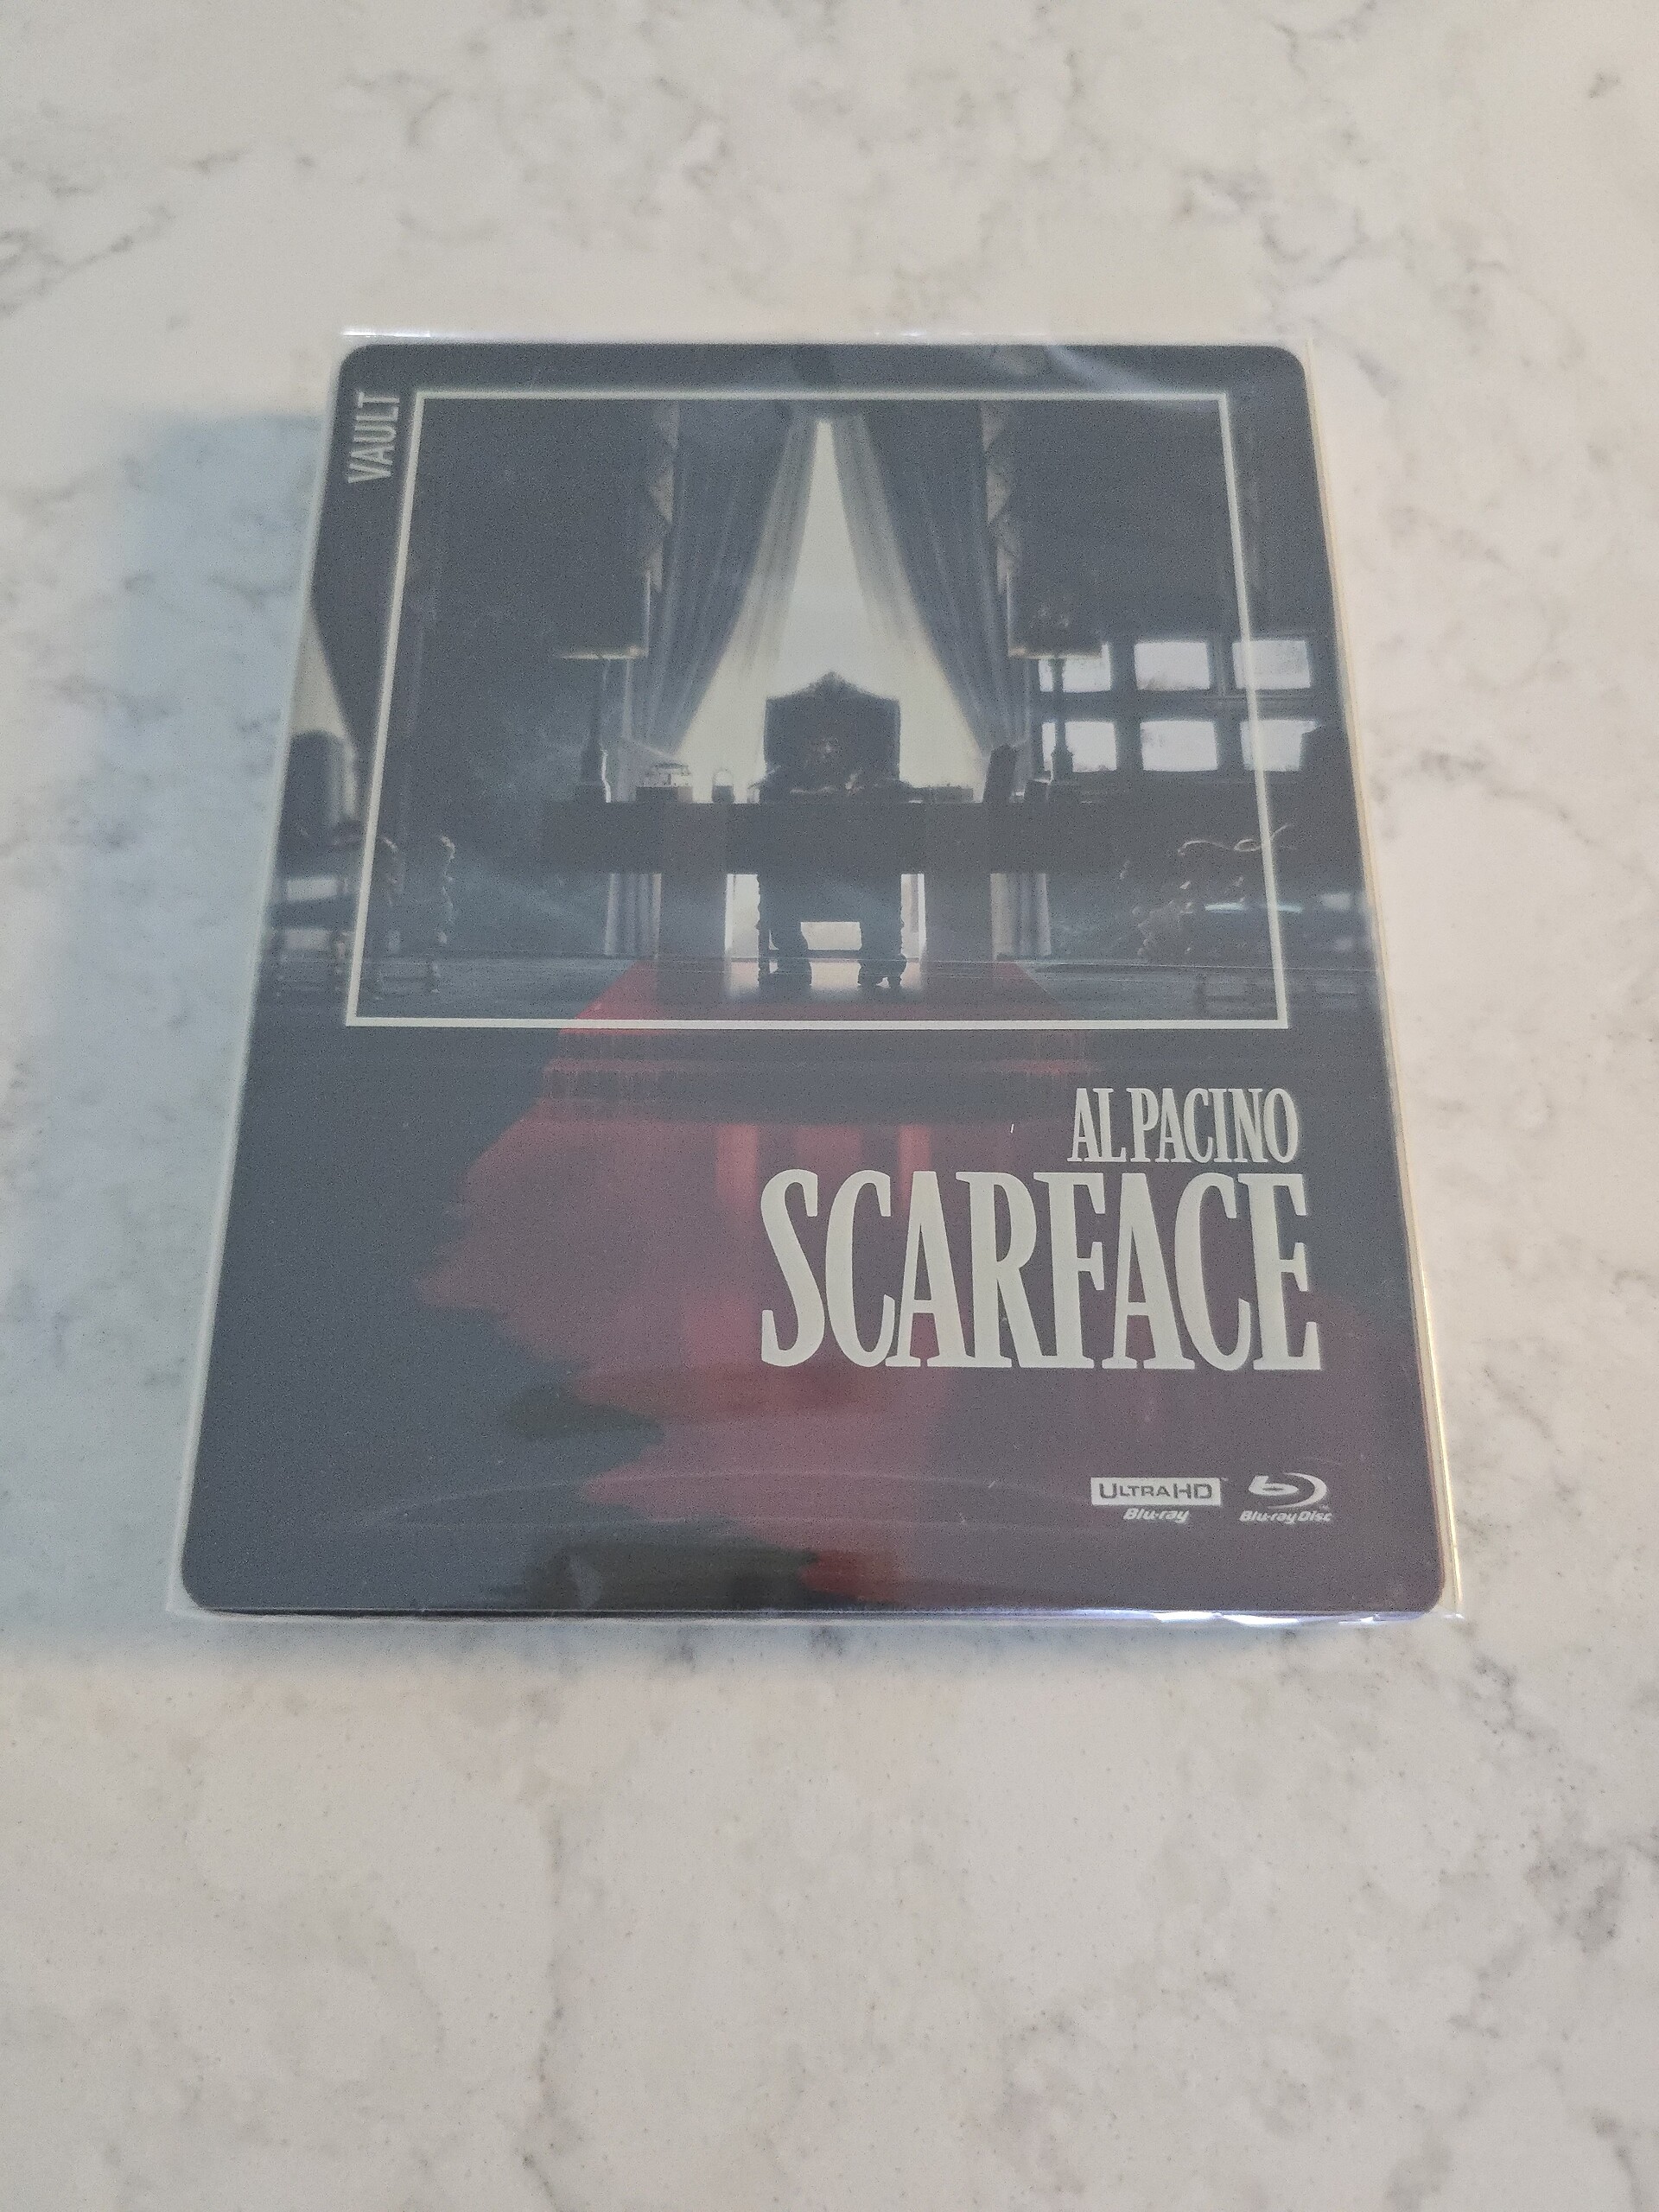 VAULT
AL PACINO
SCARFACE
ULTRA HD Blu-ray
Blu-ray Disc